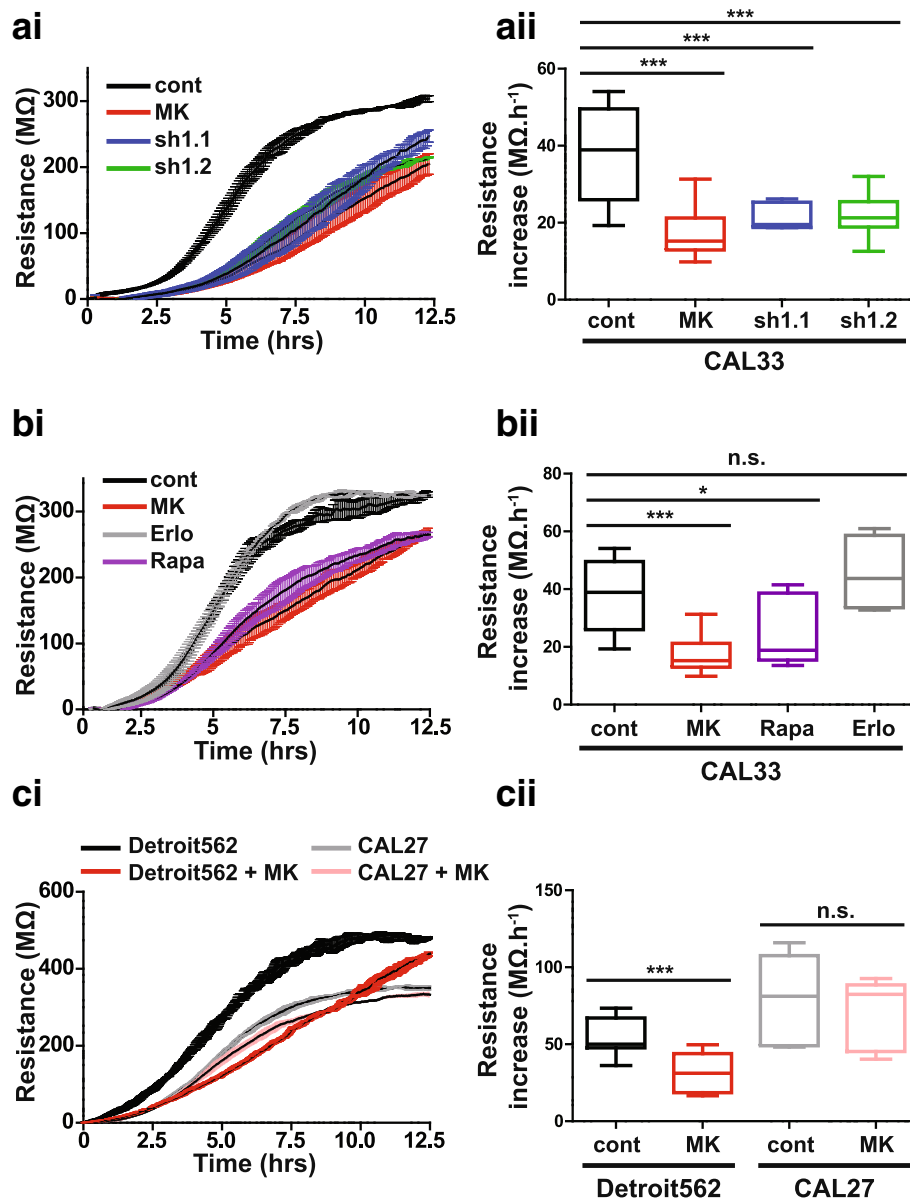 ai
cont
MK
sh1.1
sh1.2
Resistance (MΩ)
300
200
100
0
0 2.5 5 7.5 10 12.5
Time (hrs)
aii
***
***
***
Resistance
increase (MΩ.h⁻¹)
60
40
20
0
cont MK sh1.1 sh1.2
CAL33
bi
cont
MK
Erlo
Rapa
Resistance (MΩ)
300
200
100
0
0 2.5 5 7.5 10 12.5
Time (hrs)
bii
n.s.
*
***
Resistance
increase (MΩ.h⁻¹)
80
60
40
20
0
cont MK Rapa Erlo
CAL33
ci
Detroit562 CAL27
Detroit562 + MK CAL27 + MK
Resistance (MΩ)
600
400
200
0
0 2.5 5.0 7.5 10.0 12.5
Time (hrs)
cii
n.s.
***
Resistance
increase (MΩ.h⁻¹)
150
100
50
0
cont MK cont MK
Detroit562 CAL27